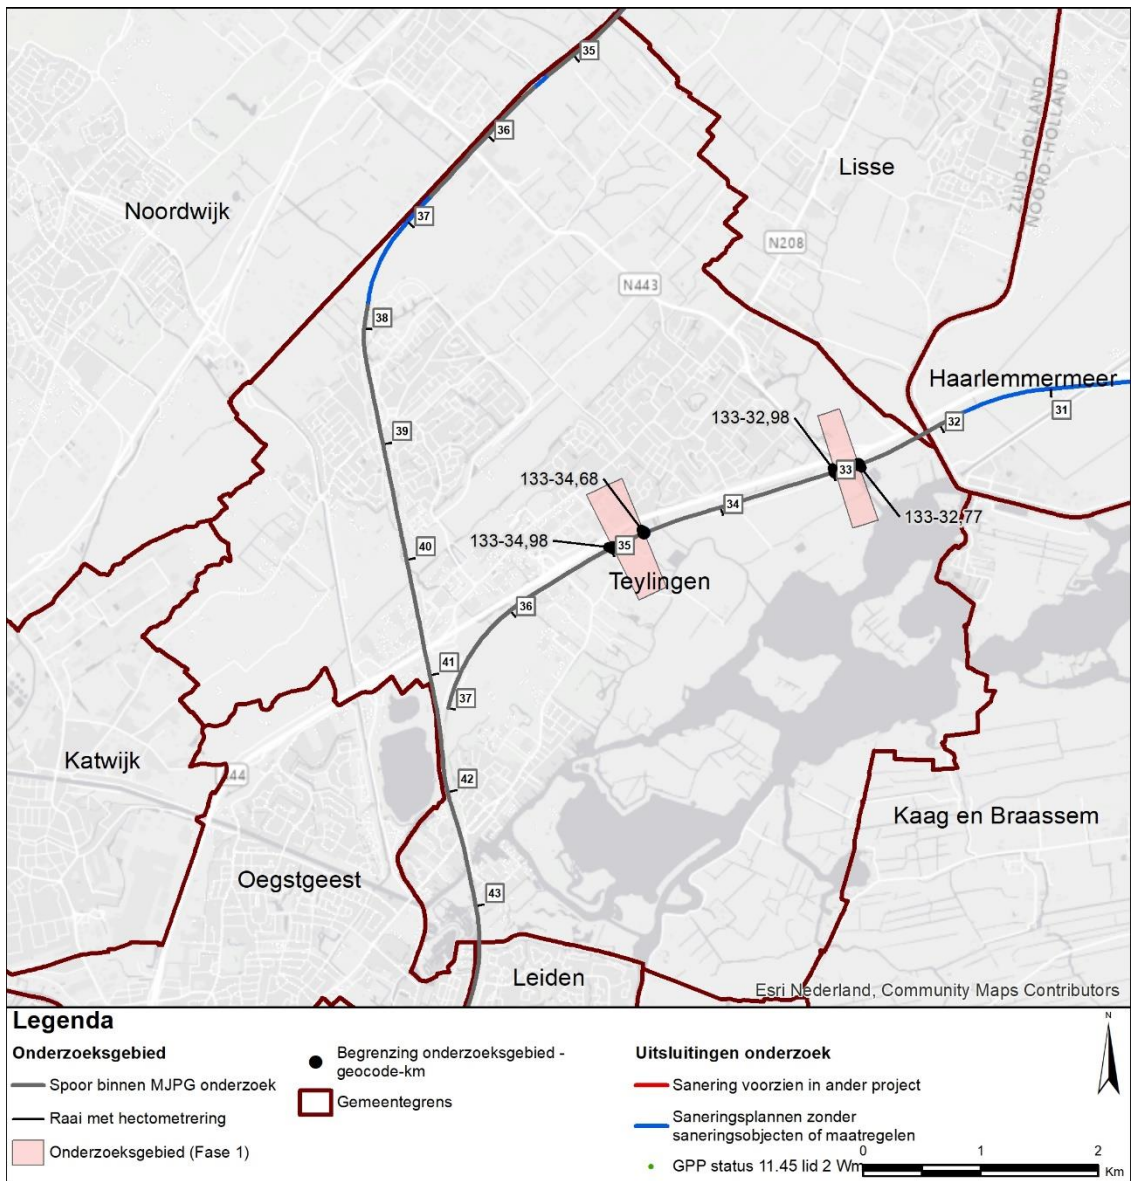 35
36
Noordwijk
37
Lisse
ZUID-HOLLAND
NOORD-HOLLAND
N208
N443
38
Haarlemmermeer
31
32
39
133-32,98
33
133-34,68
34
133-32,77
133-34,98
35
40
Teylingen
36
41
37
Katwijk
A44
42
Kaag en Braassem
Oegstgeest
43
Leiden
Esri Nederland, Community Maps Contributors
Legenda
Onderzoeksgebied
Spoor binnen MJPG onderzoek
Raai met hectometrering
Onderzoeksgebied (Fase 1)
Begrenzing onderzoeksgebied -
geocode-km
Gemeentegrens
Uitsluitingen onderzoek
Sanering voorzien in ander project
Saneringsplannen zonder
saneringsobjecten of maatregelen
GPP status 11.45 lid 2 Wm
N
0 1 2
Km